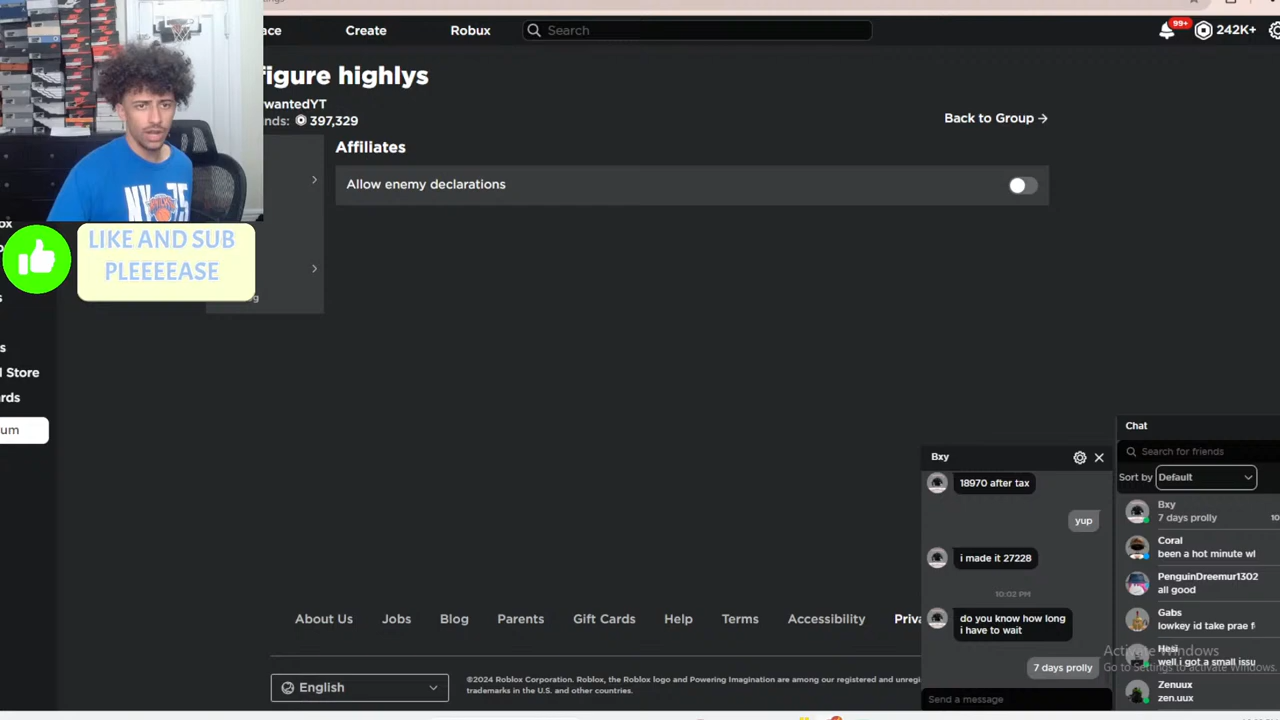 Create
Robux
Search
99+
242K+
figure highlys
wantedYT
397,329
Back to Group →
Affiliates
Allow enemy declarations
LIKE AND SUB
PLEEEEASE
Bxy
18970 after tax
yup
i made it 27228
10:02 PM
do you know how long
i have to wait
7 days prolly
Send a message
Chat
Search for friends
Sort by Default
Bxy
7 days prolly
Coral
been a hot minute wl
PenguinDreemur1302
all good
Gabs
lowkey id take prae f
Hesi
well i got a small issu
Zenuux
zen.uux
Activate Windows
Go to Settings to activate Windows.
About Us
Jobs
Blog
Parents
Gift Cards
Help
Terms
Accessibility
English
©2024 Roblox Corporation. Roblox, the Roblox logo and Powering Imagination are among our registered and unreg
trademarks in the U.S. and other countries.